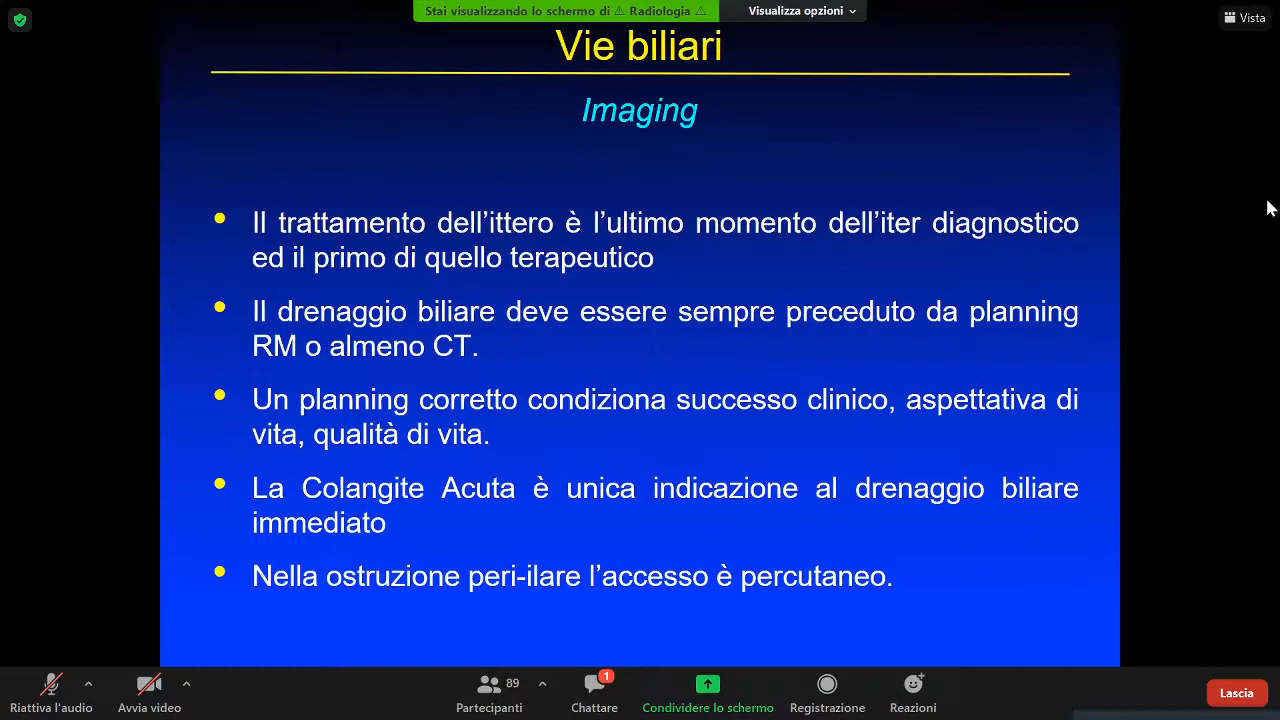 Stai visualizzando lo schermo di ⚠ Radiologia ⚠
Visualizza opzioni
Vista
Vie biliari
Imaging
• Il trattamento dell’ittero è l’ultimo momento dell’iter diagnostico
ed il primo di quello terapeutico
• Il drenaggio biliare deve essere sempre preceduto da planning
RM o almeno CT.
• Un planning corretto condiziona successo clinico, aspettativa di
vita, qualità di vita.
• La Colangite Acuta è unica indicazione al drenaggio biliare
immediato
• Nella ostruzione peri-ilare l’accesso è percutaneo.
Riattiva l'audio
Avvia video
89
Partecipanti
1
Chattare
Condividere lo schermo
Registrazione
Reazioni
Lascia